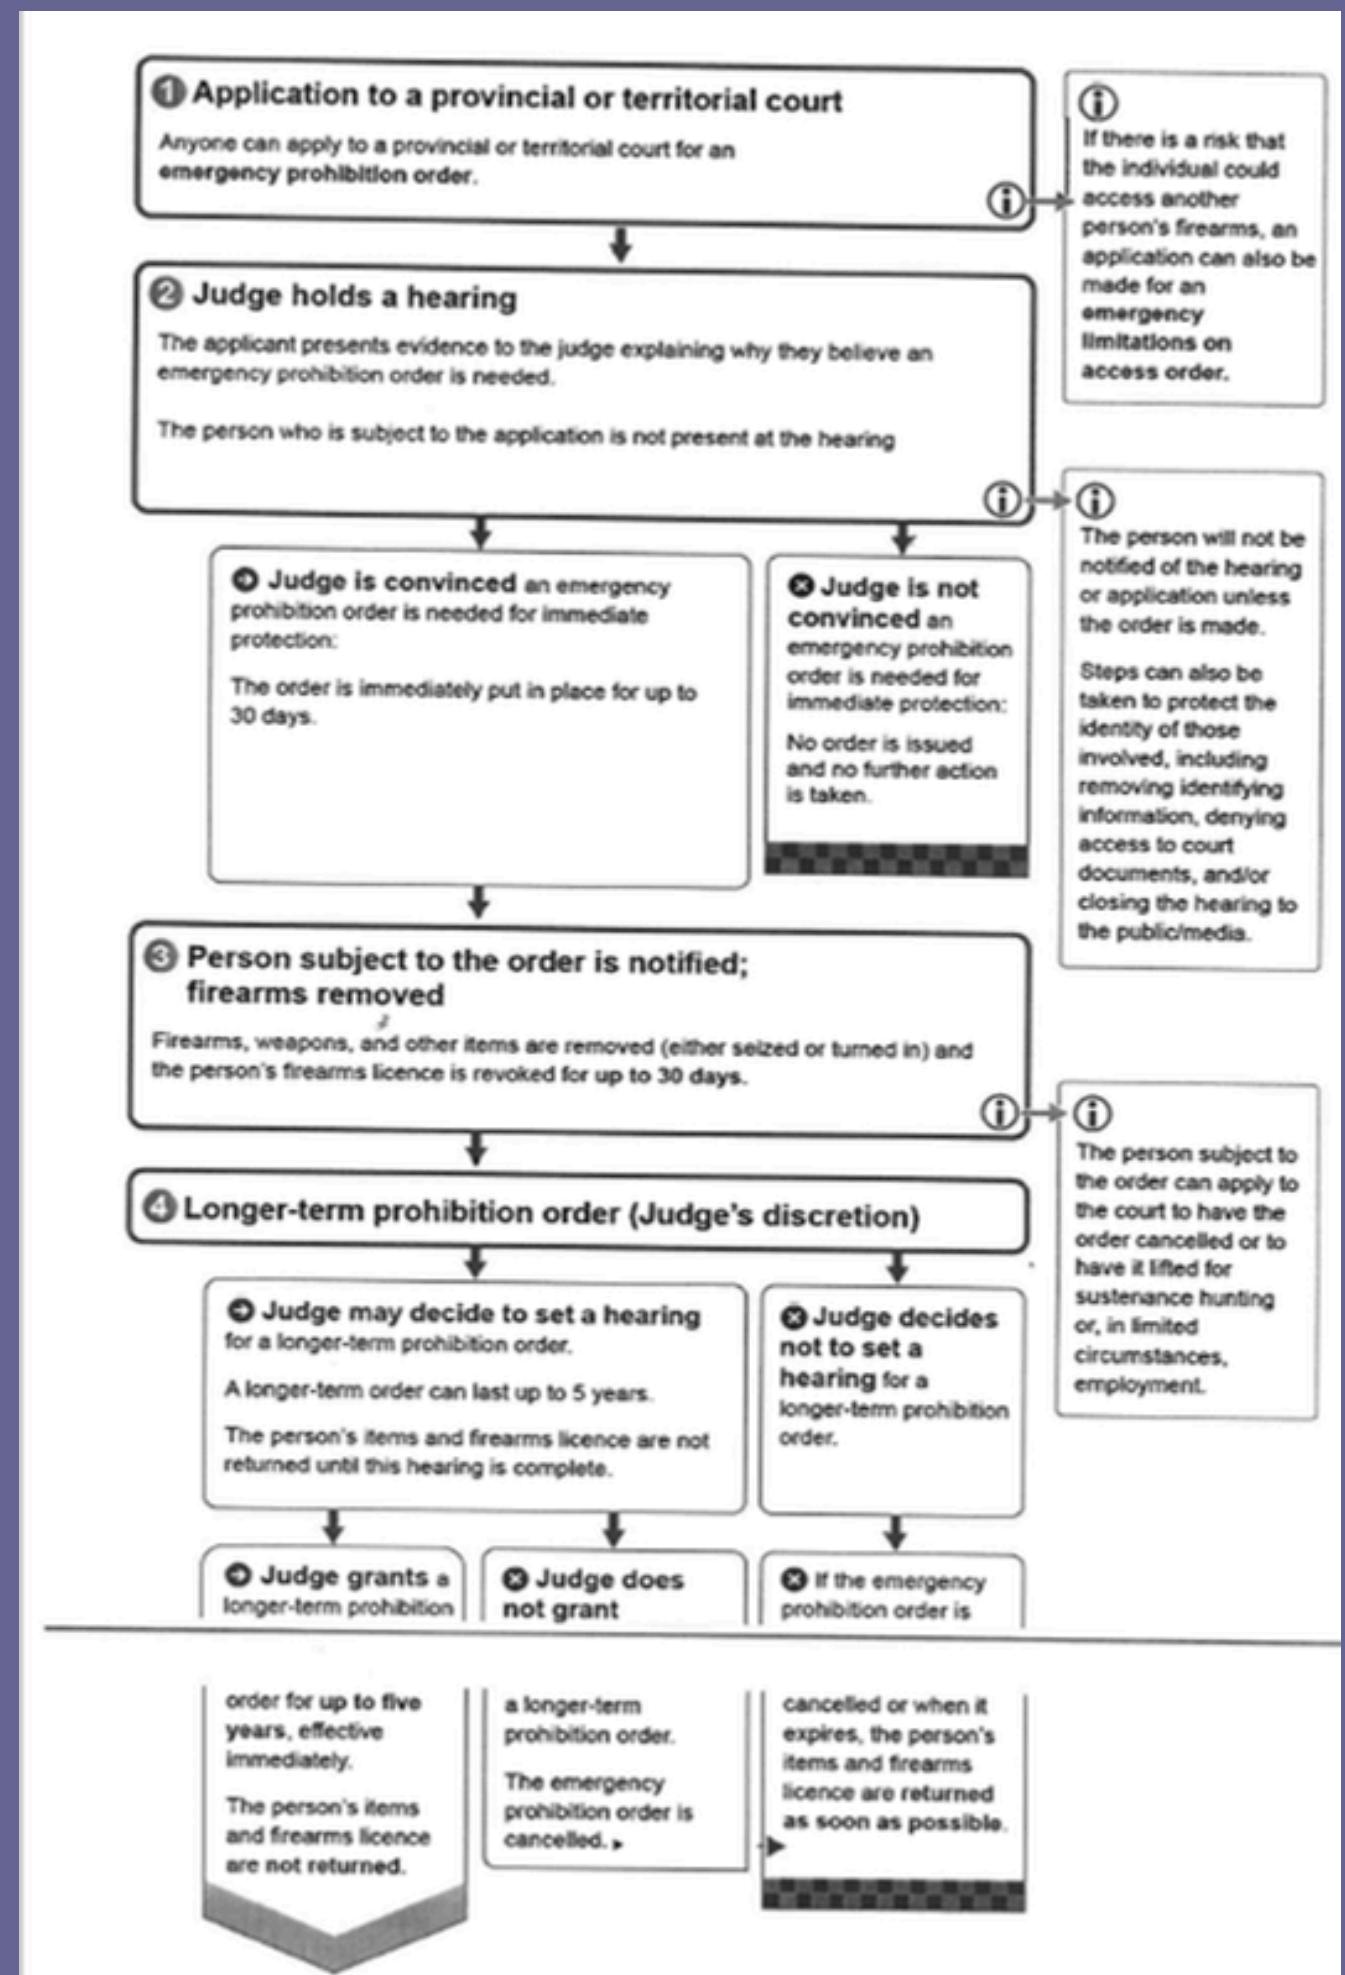 1 Application to a provincial or territorial court
Anyone can apply to a provincial or territorial court for an
emergency prohibition order.
If there is a risk that
the individual could
access another
person's firearms, an
application can also be
made for an
emergency
limitations on
access order.
2 Judge holds a hearing
The applicant presents evidence to the judge explaining why they believe an
emergency prohibition order is needed.
The person who is subject to the application is not present at the hearing
The person will not be
notified of the hearing
or application unless
the order is made.
Steps can also be
taken to protect the
identity of those
involved, including
removing identifying
information, denying
access to court
documents, and/or
closing the hearing to
the public/media.
Judge is convinced an emergency
prohibition order is needed for immediate
protection:
The order is immediately put in place for up to
30 days.
Judge is not
convinced an
emergency prohibition
order is needed for
immediate protection:
No order is issued
and no further action
is taken.
3 Person subject to the order is notified;
firearms removed
Firearms, weapons, and other items are removed (either seized or turned in) and
the person's firearms licence is revoked for up to 30 days.
The person subject to
the order can apply to
the court to have the
order cancelled or to
have it lifted for
sustenance hunting
or, in limited
circumstances,
employment.
4 Longer-term prohibition order (Judge's discretion)
Judge may decide to set a hearing
for a longer-term prohibition order.
A longer-term order can last up to 5 years.
The person's items and firearms licence are not
returned until this hearing is complete.
Judge decides
not to set a
hearing for a
longer-term prohibition
order.
Judge grants a
longer-term prohibition
order for up to five
years, effective
immediately.
The person's items
and firearms licence
are not returned.
Judge does
not grant
a longer-term
prohibition order.
The emergency
prohibition order is
cancelled.
If the emergency
prohibition order is
cancelled or when it
expires, the person's
items and firearms
licence are returned
as soon as possible.